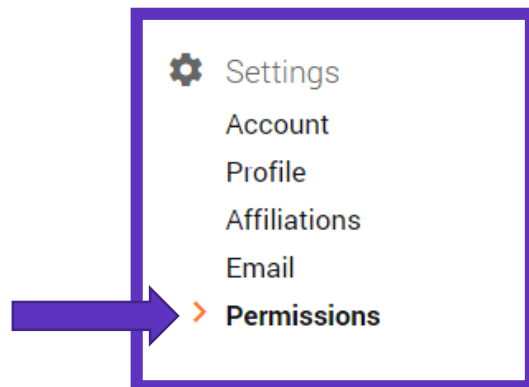 Settings
Account
Profile
Affiliations
Email
Permissions